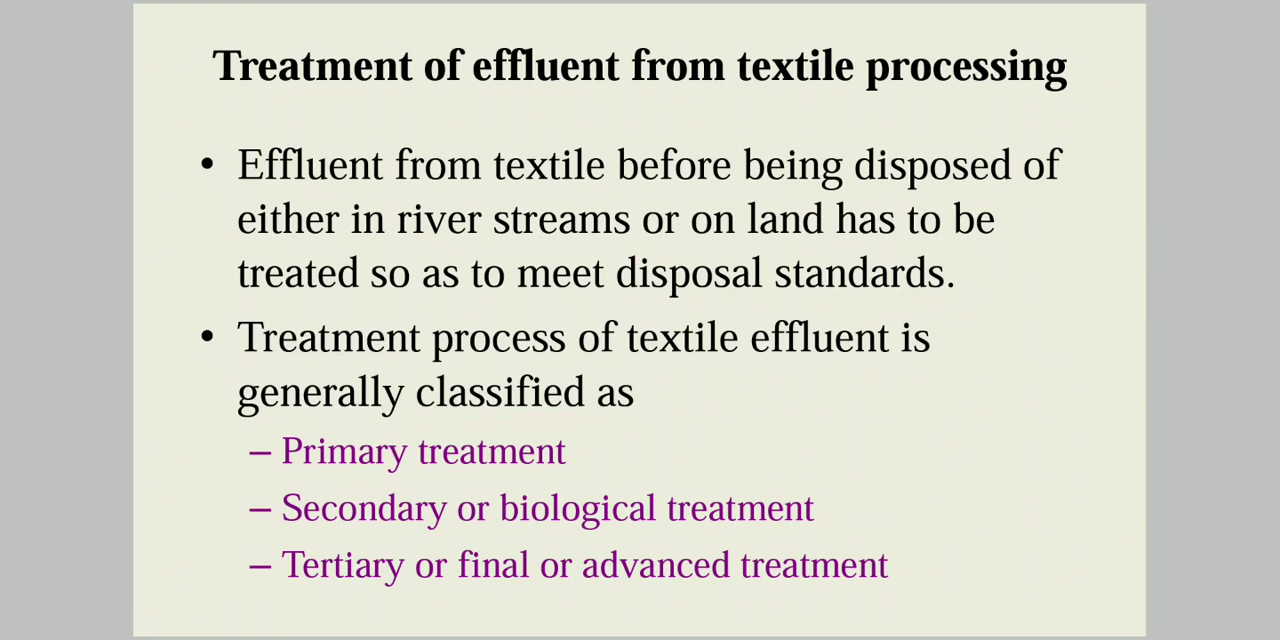 Treatment of effluent from textile processing
• Effluent from textile before being disposed of
either in river streams or on land has to be
treated so as to meet disposal standards.
• Treatment process of textile effluent is
generally classified as
– Primary treatment
– Secondary or biological treatment
– Tertiary or final or advanced treatment